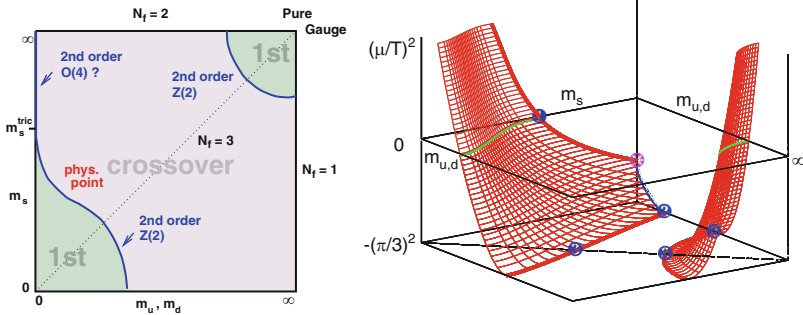 N_f = 2
Pure
Gauge
∞
1st
2nd order
O(4) ?
2nd order
Z(2)
m_s^tric
N_f = 3
phys.
point
crossover
N_f = 1
m_s
2nd order
Z(2)
1st
0
0
m_u , m_d
∞
(μ/T)^2
m_s
m_u,d
0
m_u,d
∞
-(π/3)^2